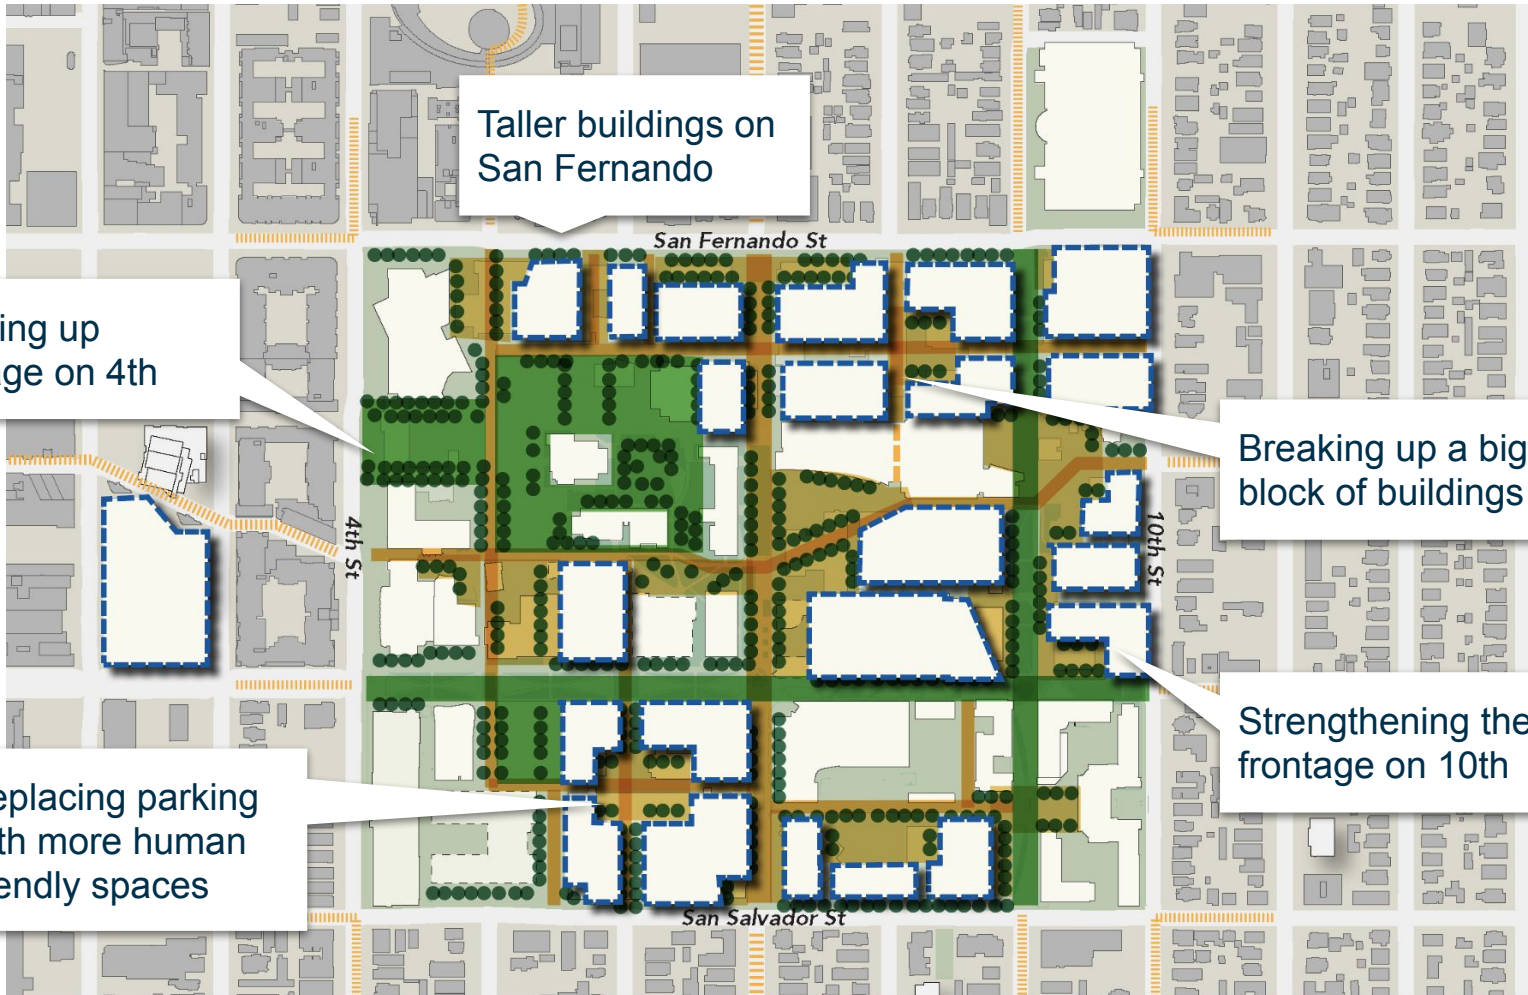 Taller buildings on
San Fernando
San Fernando St
ing up
ge on 4th
Breaking up a big
block of buildings
4th St
10th St
Strengthening the
frontage on 10th
eplacing parking
th more human
endly spaces
San Salvador St